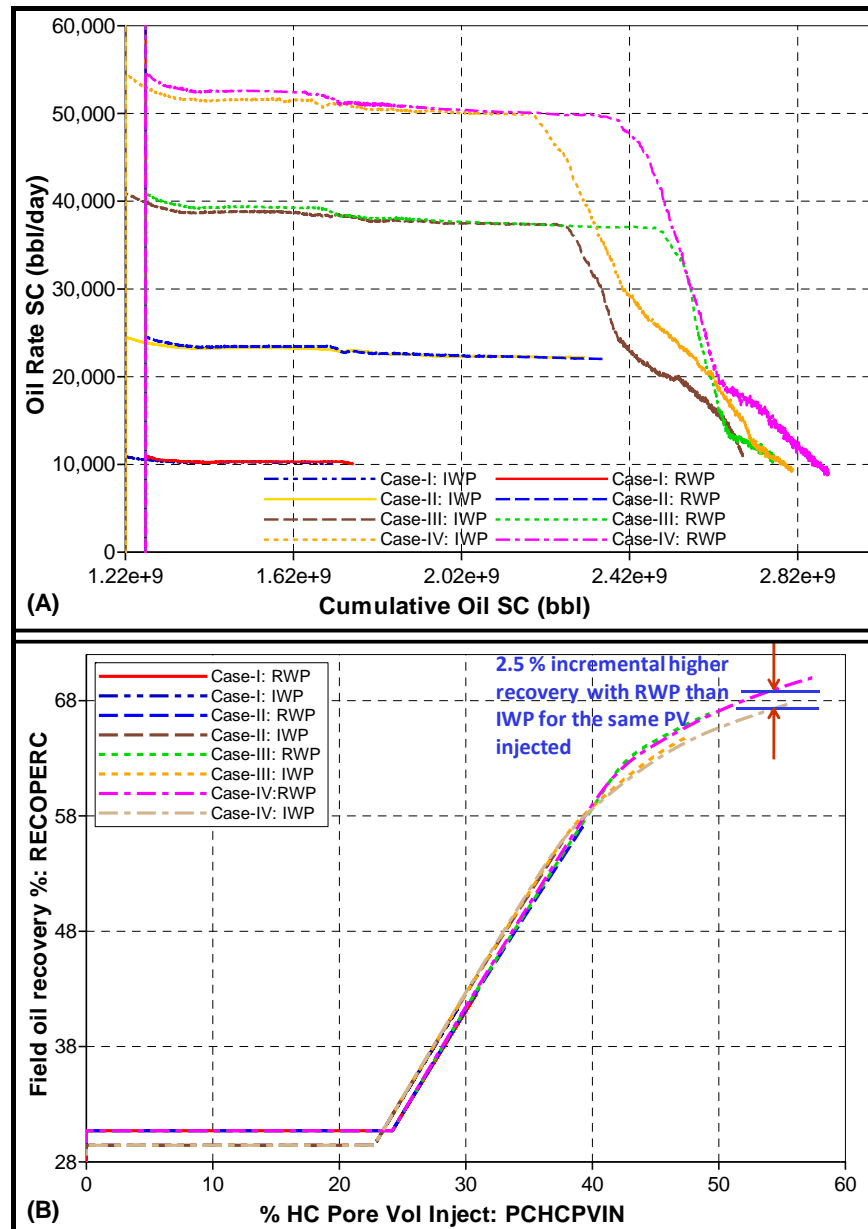 60,000
50,000
40,000
30,000
20,000
10,000
0
Oil Rate SC (bbl/day)
Case-I: IWP Case-I: RWP
Case-II: IWP Case-II: RWP
Case-III: IWP Case-III: RWP
Case-IV: IWP Case-IV: RWP
1.22e+9 1.62e+9 2.02e+9 2.42e+9 2.82e+9
(A) Cumulative Oil SC (bbl)
Case-I: RWP
Case-I: IWP
Case-II: RWP
Case-II: IWP
Case-III: RWP
Case-III: IWP
Case-IV:RWP
Case-IV: IWP
2.5 % incremental higher
recovery with RWP than
IWP for the same PV
injected
68
58
48
38
28
Field oil recovery %: RECOPERC
0 10 20 30 40 50 60
(B) % HC Pore Vol Inject: PCHCPVIN